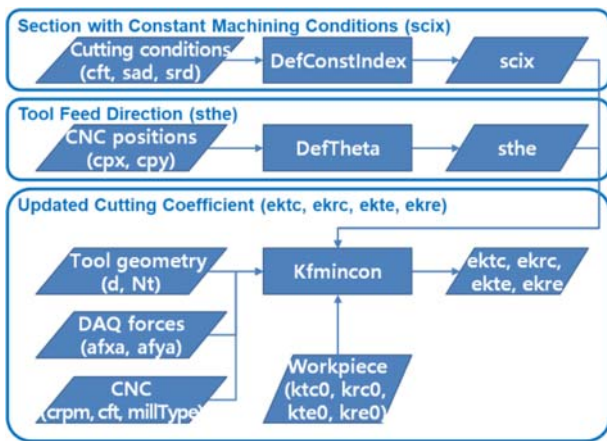 Section with Constant Machining Conditions (scix)
Cutting conditions
(cft, sad, srd)
DefConstIndex
scix
Tool Feed Direction (sthe)
CNC positions
(cpx, cpy)
DefTheta
sthe
Updated Cutting Coefficient (ektc, ekrc, ekte, ekre)
Tool geometry
(d, Nt)
Kfmincon
ektc, ekrc,
ekte, ekre
DAQ forces
(afxa, afya)
CNC
(crpm, cft, millType)
Workpiece
(ktc0, krc0,
kte0, kre0)